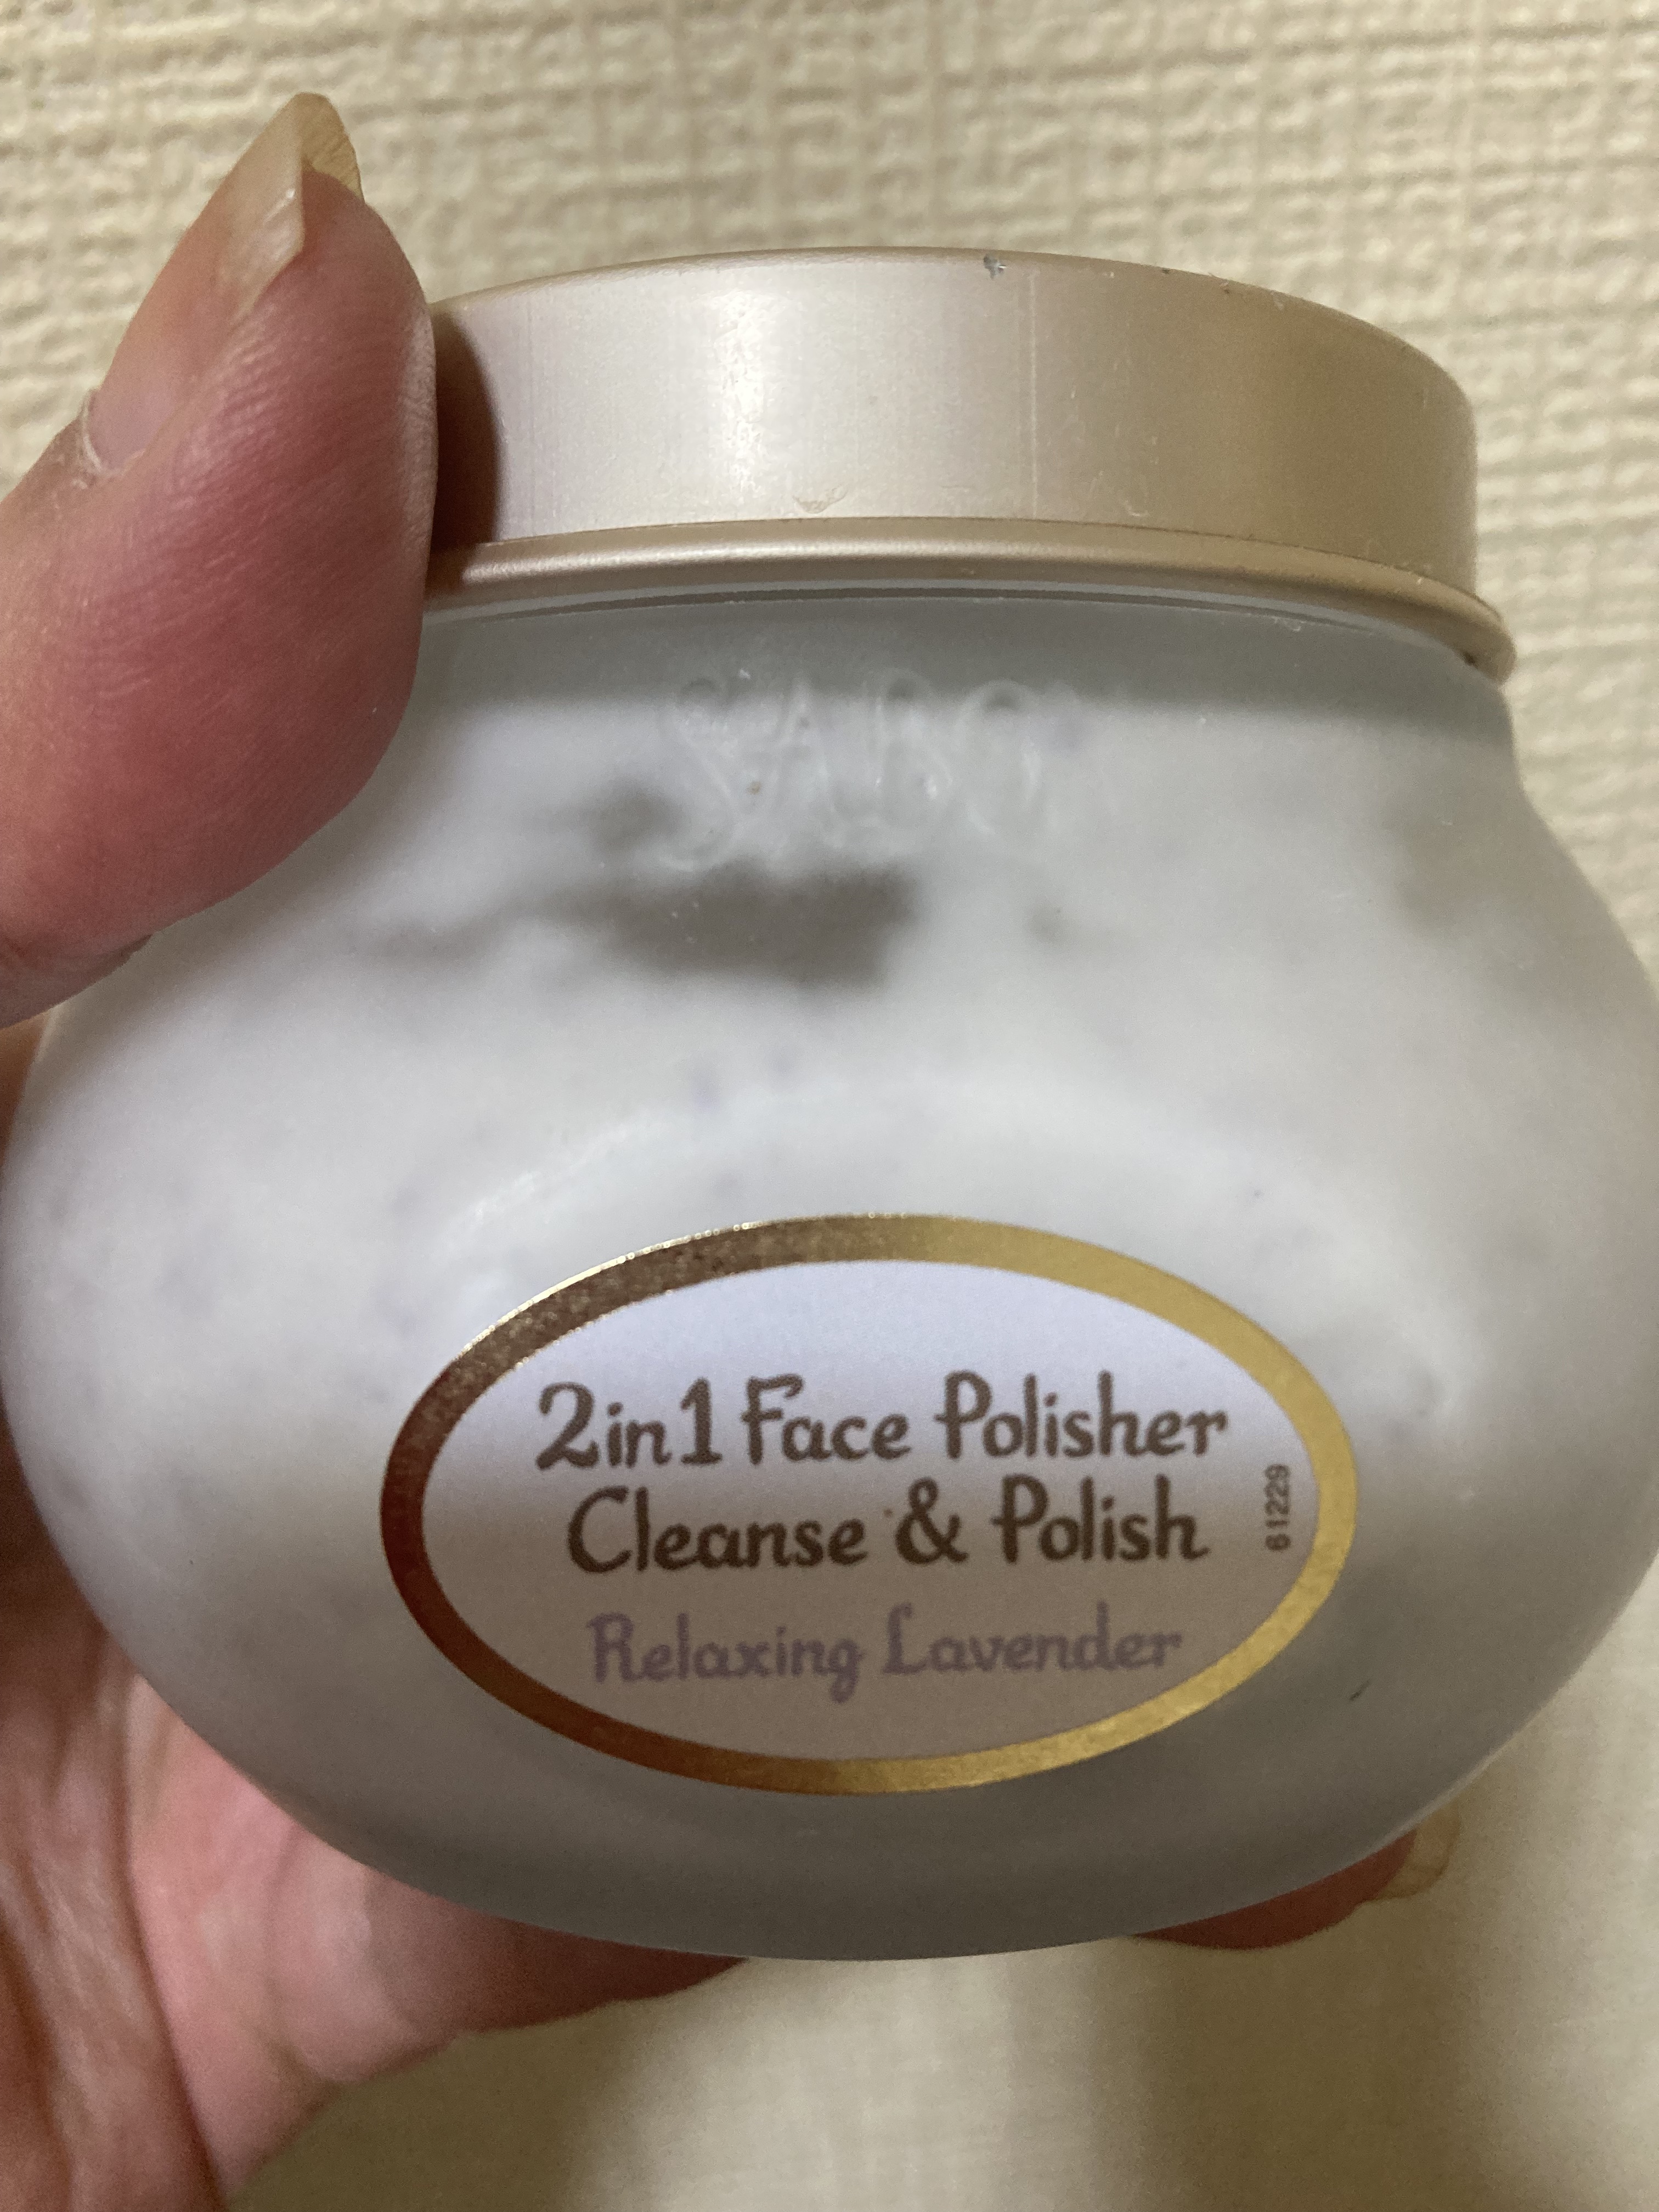 SABON
2in1 Face Polisher
Cleanse & Polish
Relaxing Lavender
61229